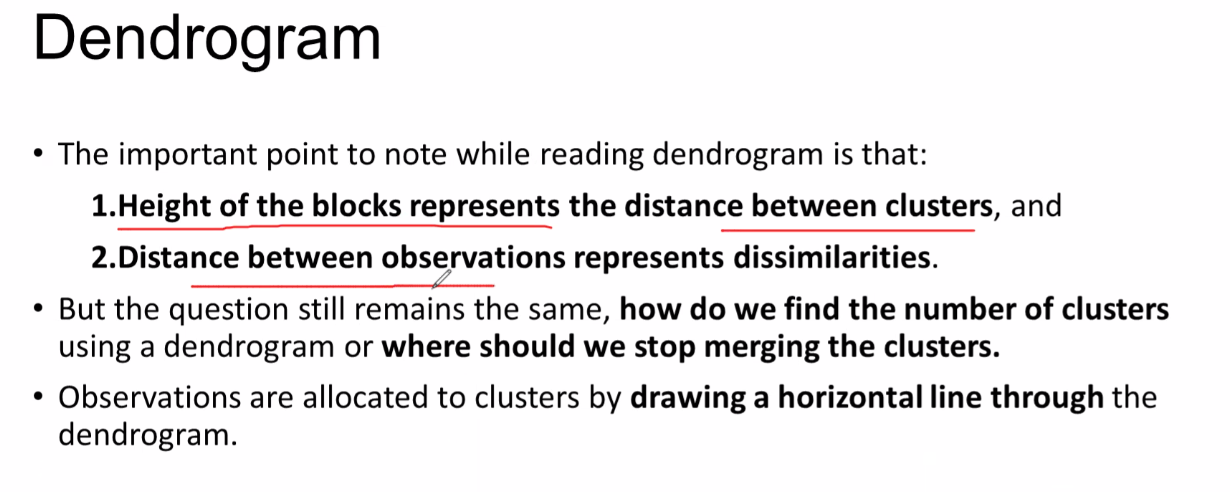 Dendrogram
• The important point to note while reading dendrogram is that:
1.Height of the blocks represents the distance between clusters, and
2.Distance between observations represents dissimilarities.
• But the question still remains the same, how do we find the number of clusters
using a dendrogram or where should we stop merging the clusters.
• Observations are allocated to clusters by drawing a horizontal line through the
dendrogram.